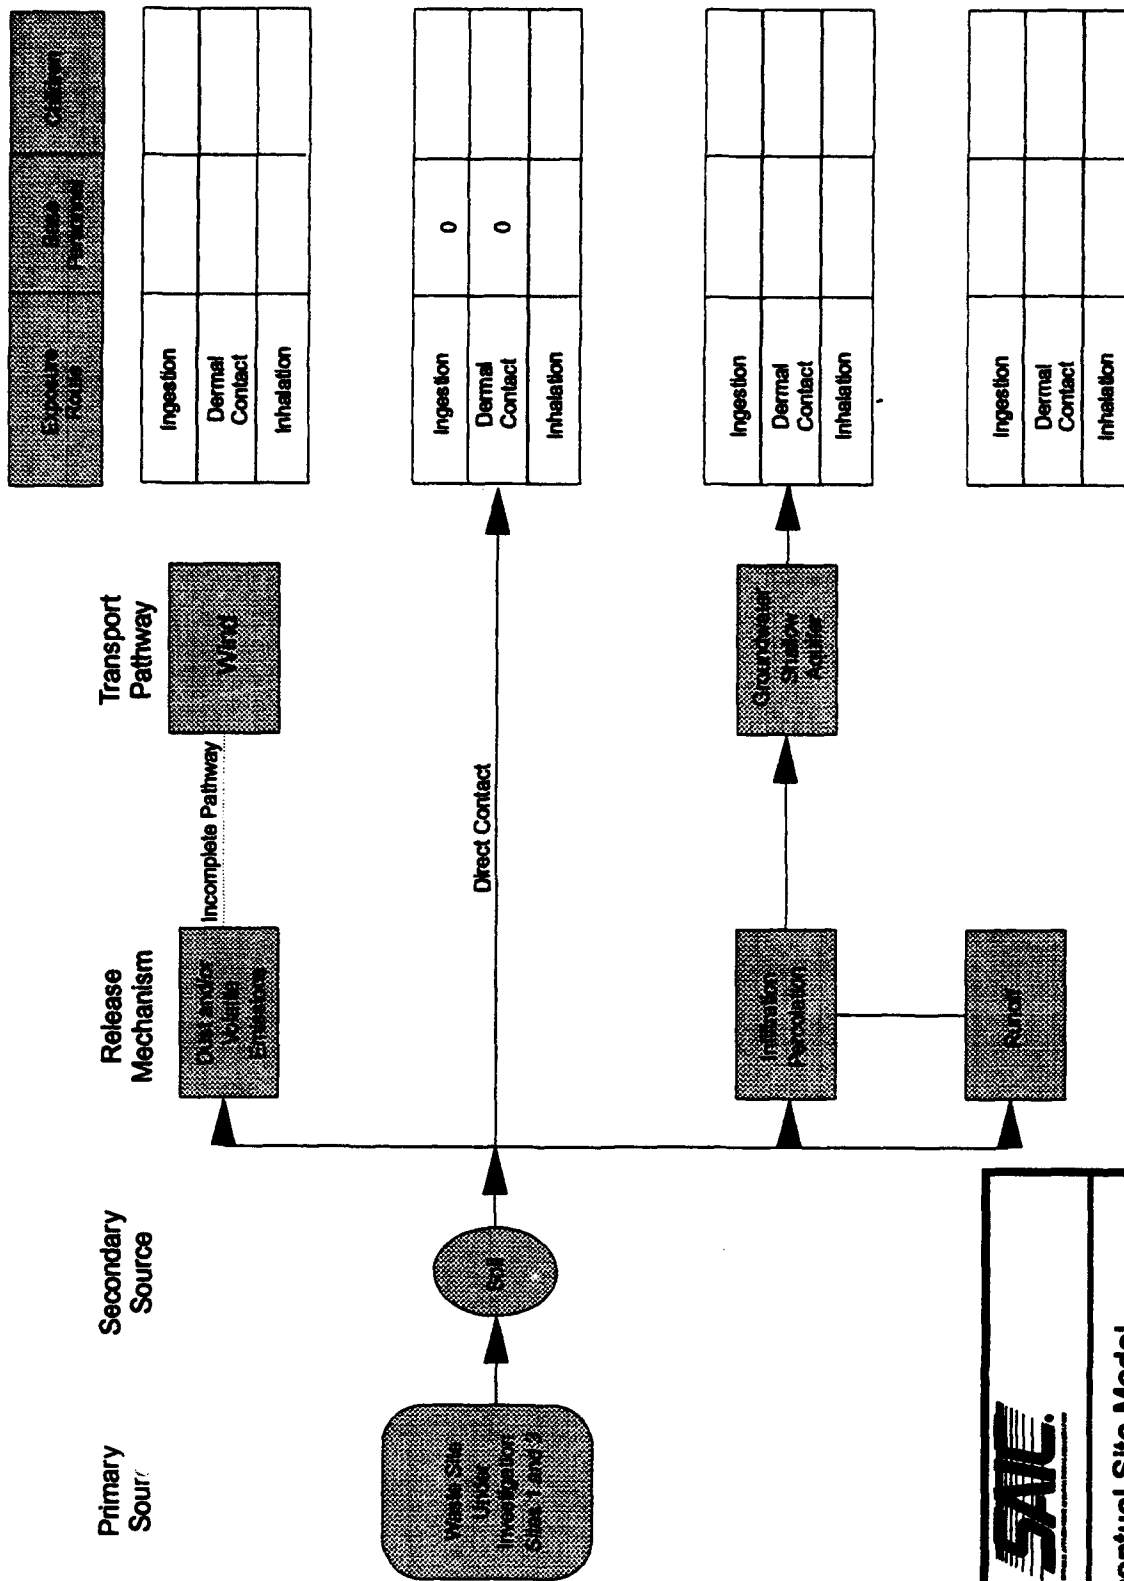 Primary
Sour
Secondary
Source
Release
Mechanism
Transport
Pathway
Exposure
Route
Base
Personnel
Children
Waste Site
Under
Investigation
Sites 1 and 3
Soil
Dust and/or
Volatile
Emissions
Incomplete Pathway
Wind
Ingestion
Dermal
Contact
Inhalation
Direct Contact
Ingestion
0
Dermal
Contact
0
Inhalation
Infiltration
Percolation
Groundwater
Shallow
Aquifer
Ingestion
Dermal
Contact
Inhalation
Runoff
Ingestion
Dermal
Contact
Inhalation
SAIC.
eptual Site Model